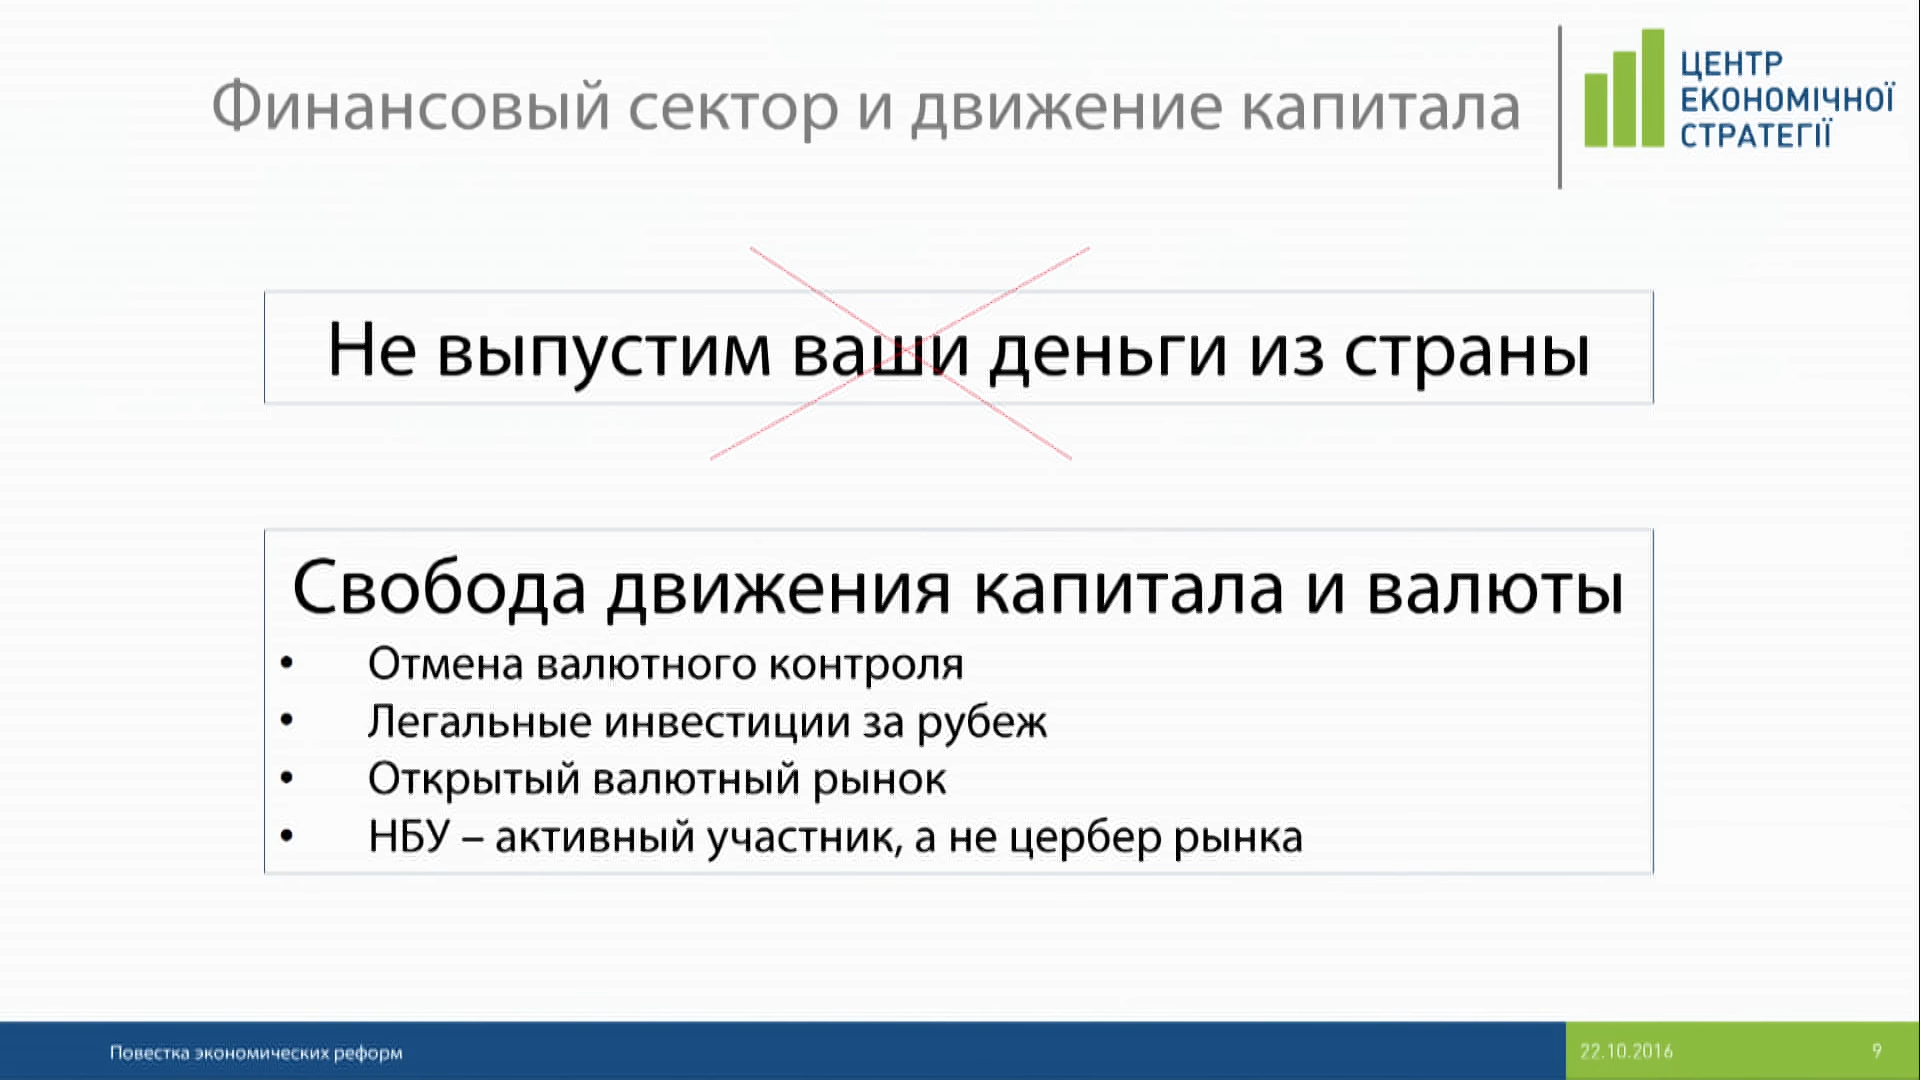 Финансовый сектор и движение капитала
ЦЕНТР
ЕКОНОМІЧНОЇ
СТРАТЕГІЇ
Не выпустим ваши деньги из страны
Свобода движения капитала и валюты
• Отмена валютного контроля
• Легальные инвестиции за рубеж
• Открытый валютный рынок
• НБУ – активный участник, а не цербер рынка
Повестка экономических реформ
22.10.2016
9